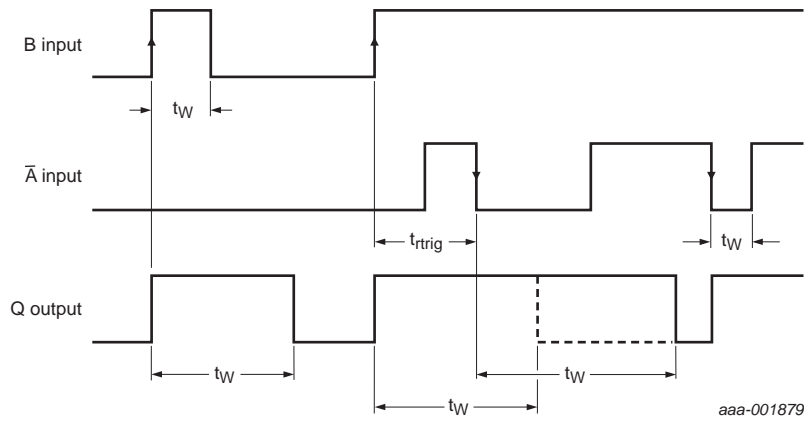 B input
tW
A̅ input
trtrig
tW
Q output
tW
tW
tW
aaa-001879